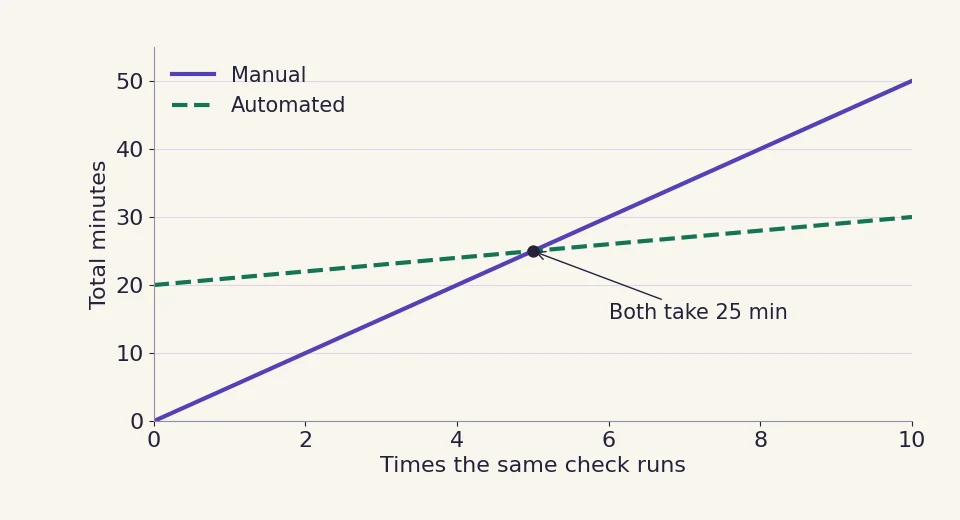 Manual
Automated
50
40
30
20
10
0
Total minutes
Both take 25 min
0 2 4 6 8 10
Times the same check runs